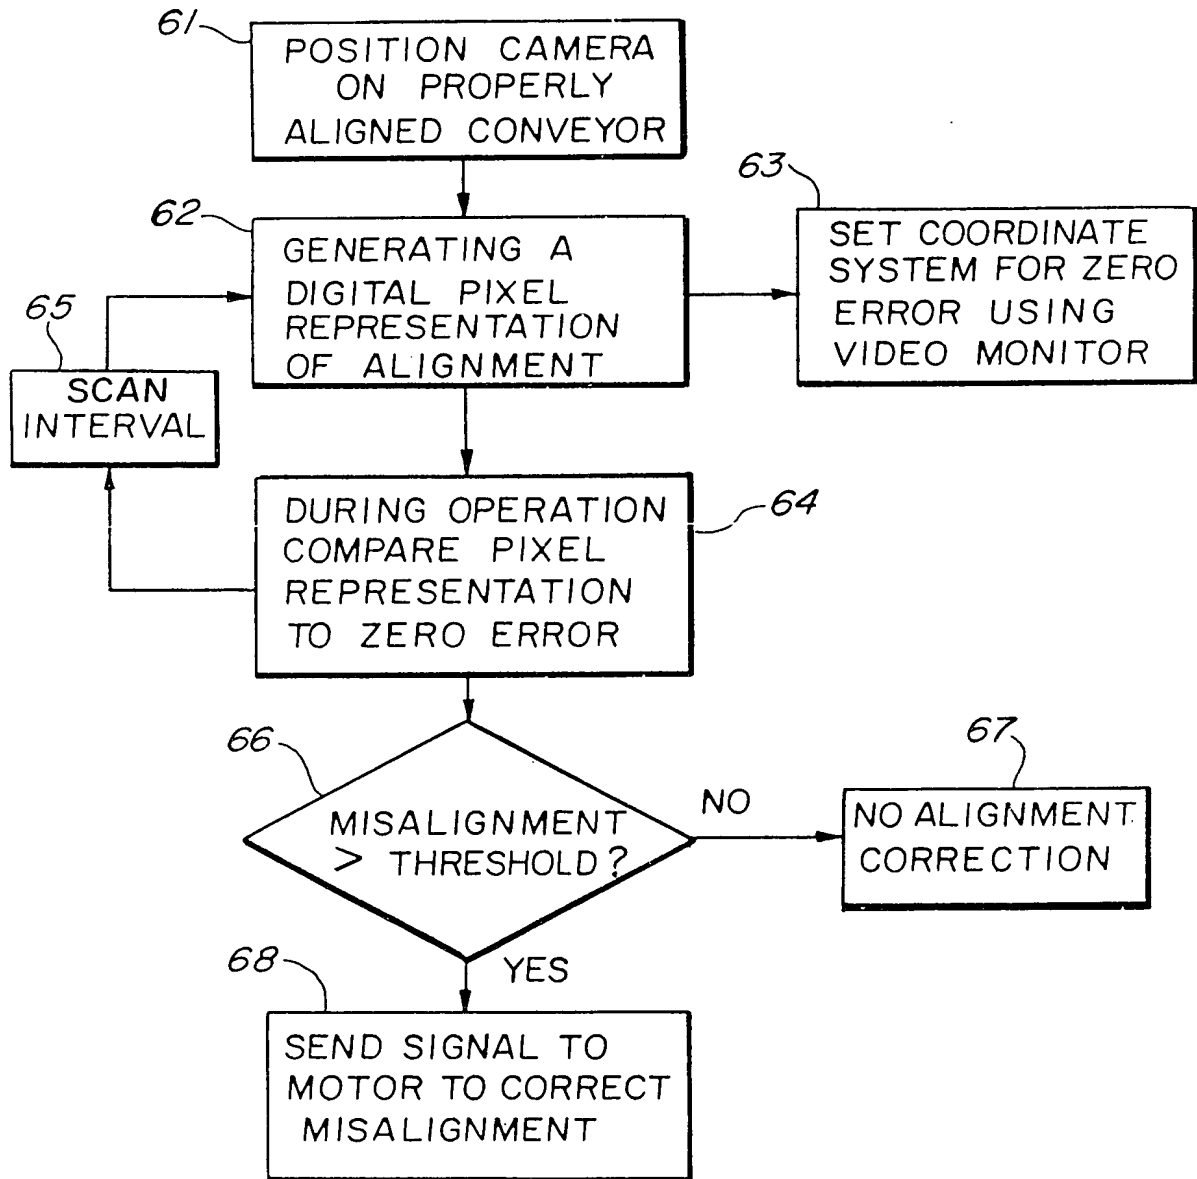 61
POSITION CAMERA
ON PROPERLY
ALIGNED CONVEYOR
62
GENERATING A
DIGITAL PIXEL
REPRESENTATION
OF ALIGNMENT
63
SET COORDINATE
SYSTEM FOR ZERO
ERROR USING
VIDEO MONITOR
65
SCAN
INTERVAL
64
DURING OPERATION
COMPARE PIXEL
REPRESENTATION
TO ZERO ERROR
66
MISALIGNMENT
> THRESHOLD?
NO
67
NO ALIGNMENT
CORRECTION
YES
68
SEND SIGNAL TO
MOTOR TO CORRECT
MISALIGNMENT